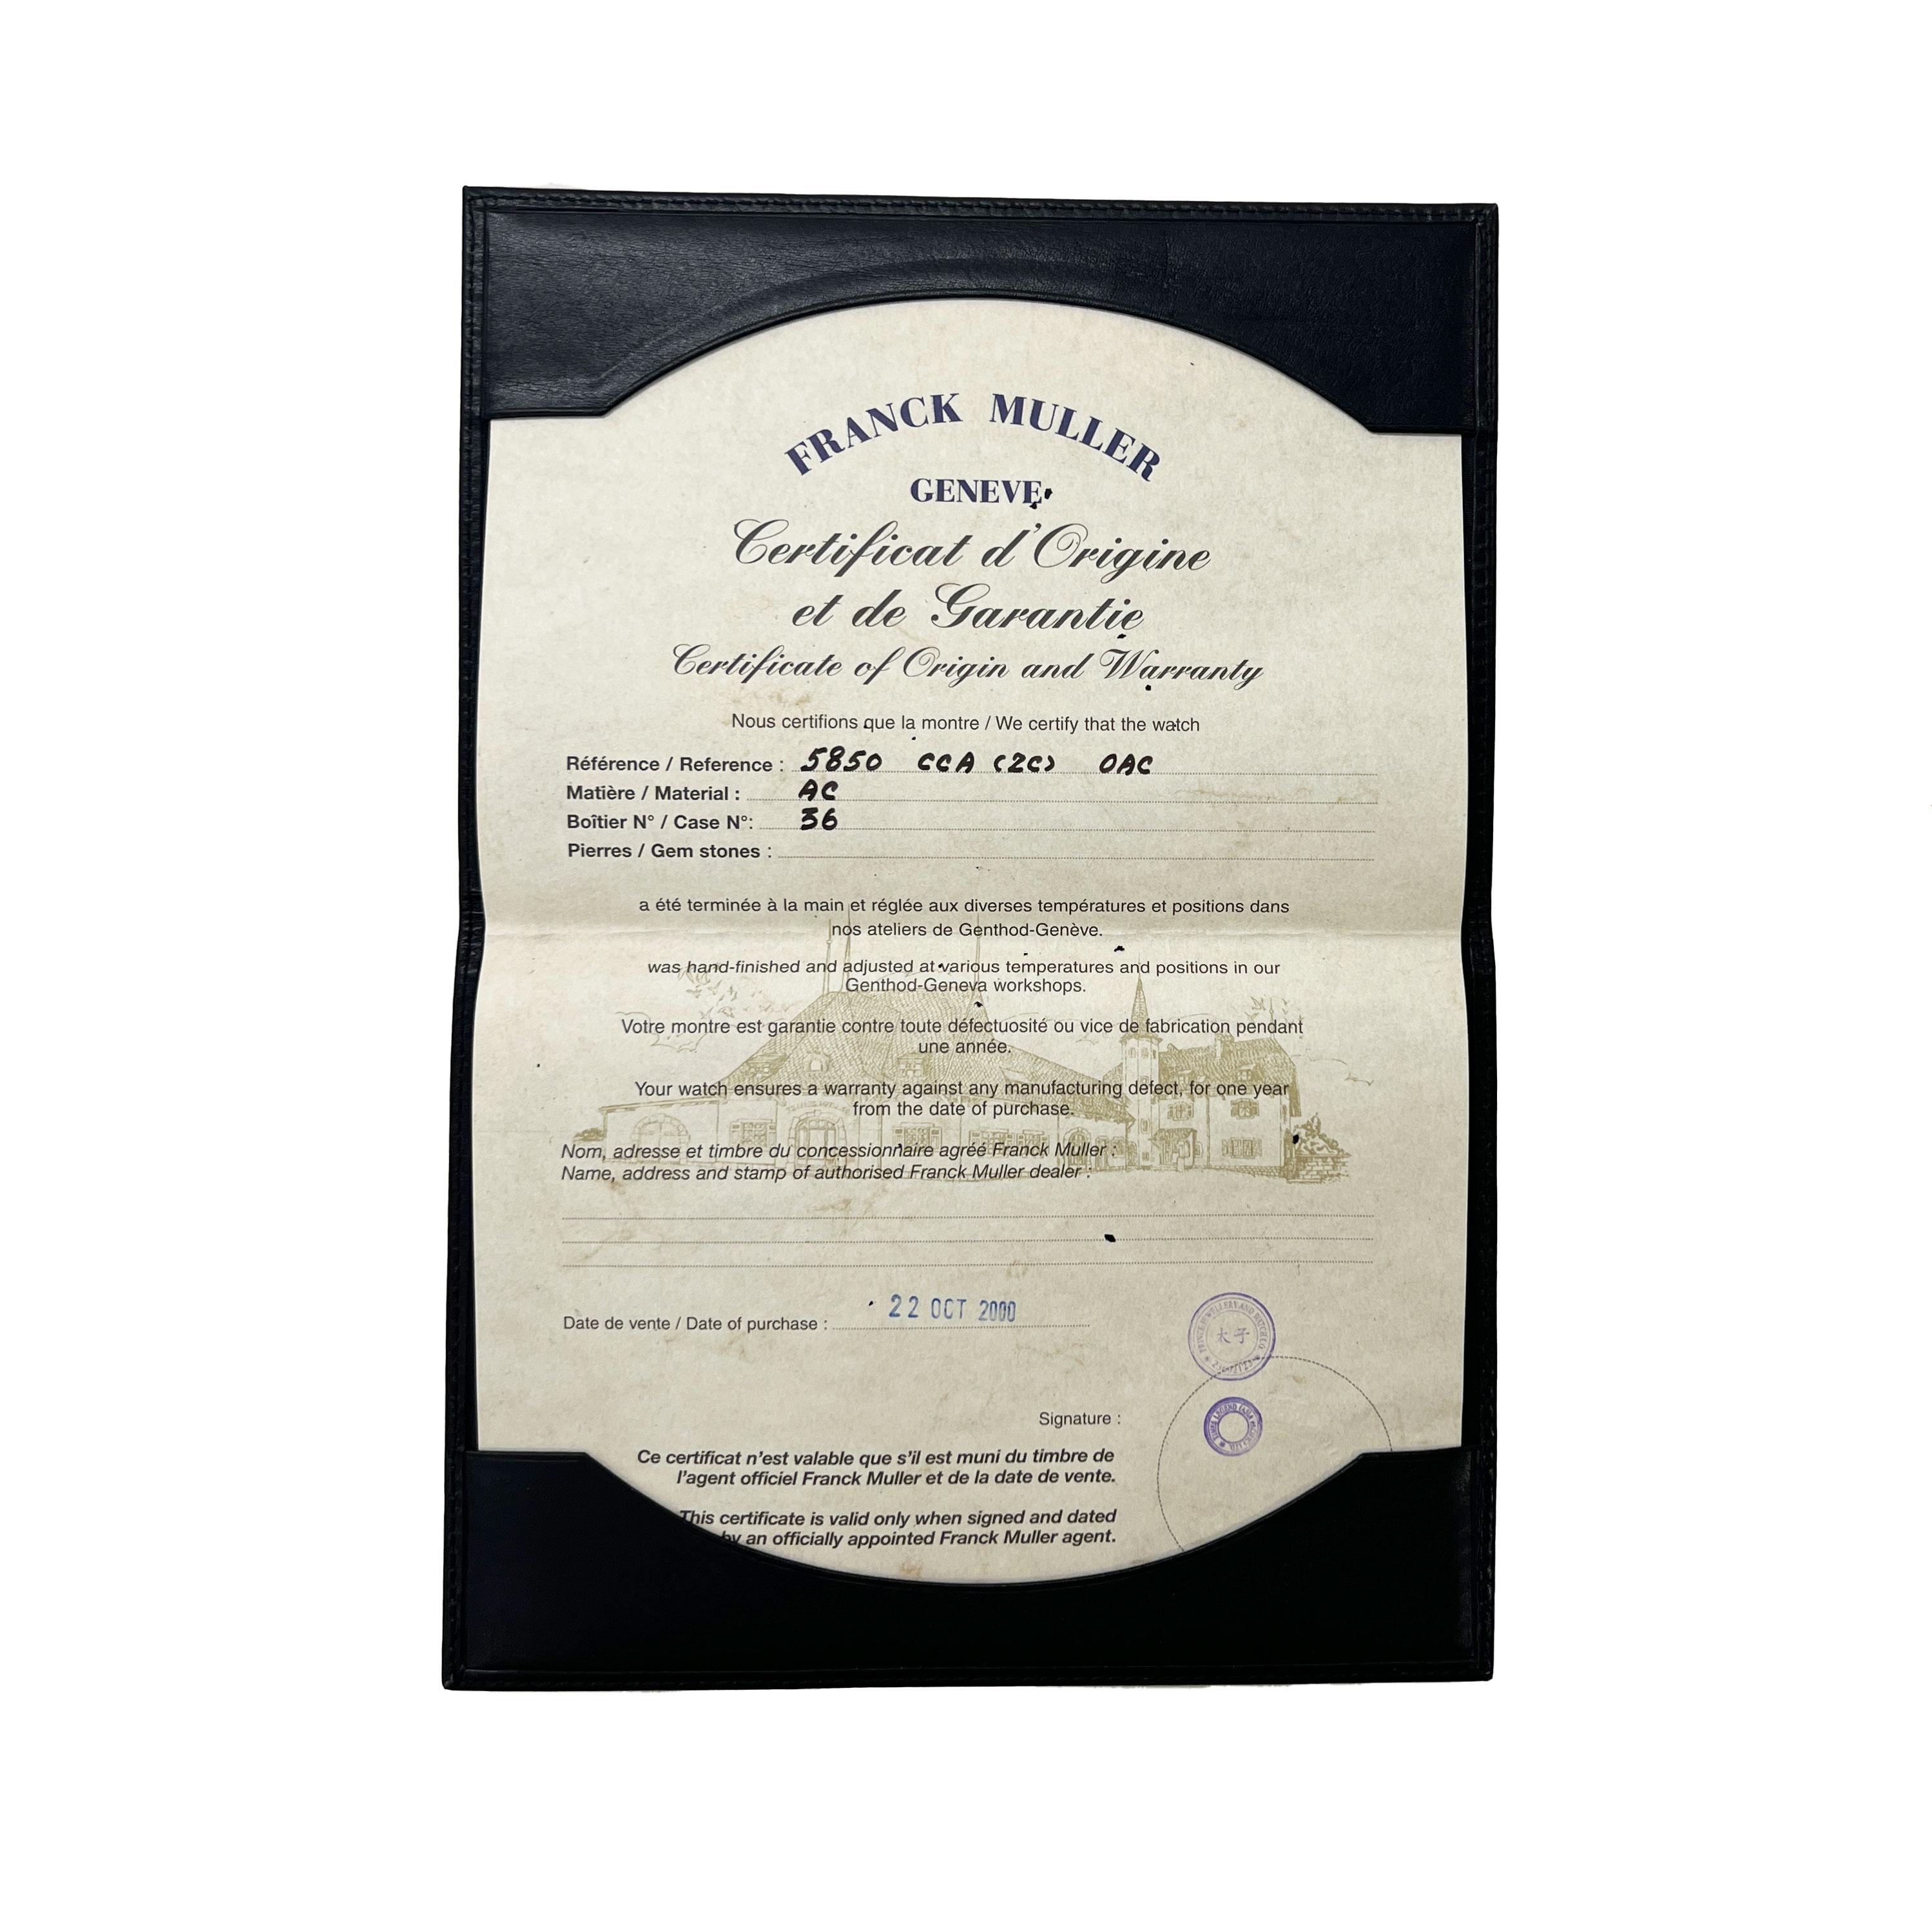 FRANCK MULLER
GENEVE
Certificat d'Origine
et de Garantie
Certificate of Origin and Warranty
Nous certifions que la montre / We certify that the watch
Référence / Reference : 5850 CCA (2C) OAC
Matière / Material : AC
Boîtier N° / Case N°: 36
Pierres / Gem stones :
a été terminée à la main et réglée aux diverses températures et positions dans
nos ateliers de Genthod-Genève.
was hand-finished and adjusted at various temperatures and positions in our
Genthod-Geneva workshops.
Votre montre est garantie contre toute défectuosité ou vice de fabrication pendant
une année.
Your watch ensures a warranty against any manufacturing defect, for one year
from the date of purchase.
Nom, adresse et timbre du concessionnaire agréé Franck Muller :
Name, address and stamp of authorised Franck Muller dealer :
Date de vente / Date of purchase : 22 OCT 2000
PRINCE JEWELLERY AND WATCH CO.
太子
Signature :
Ce certificat n'est valable que s'il est muni du timbre de
l'agent officiel Franck Muller et de la date de vente.
This certificate is valid only when signed and dated
by an officially appointed Franck Muller agent.